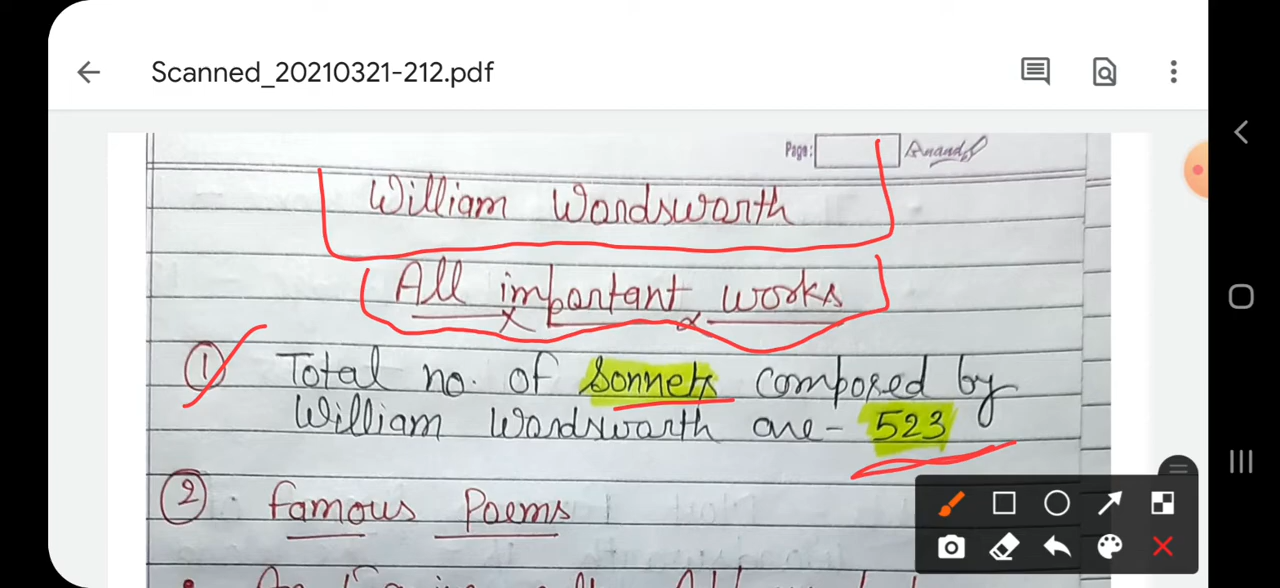 Scanned_20210321-212.pdf
Page:
William Wordsworth
All important works
① Total no. of Sonnets composed by
William Wordsworth are - 523
② . Famous Poems